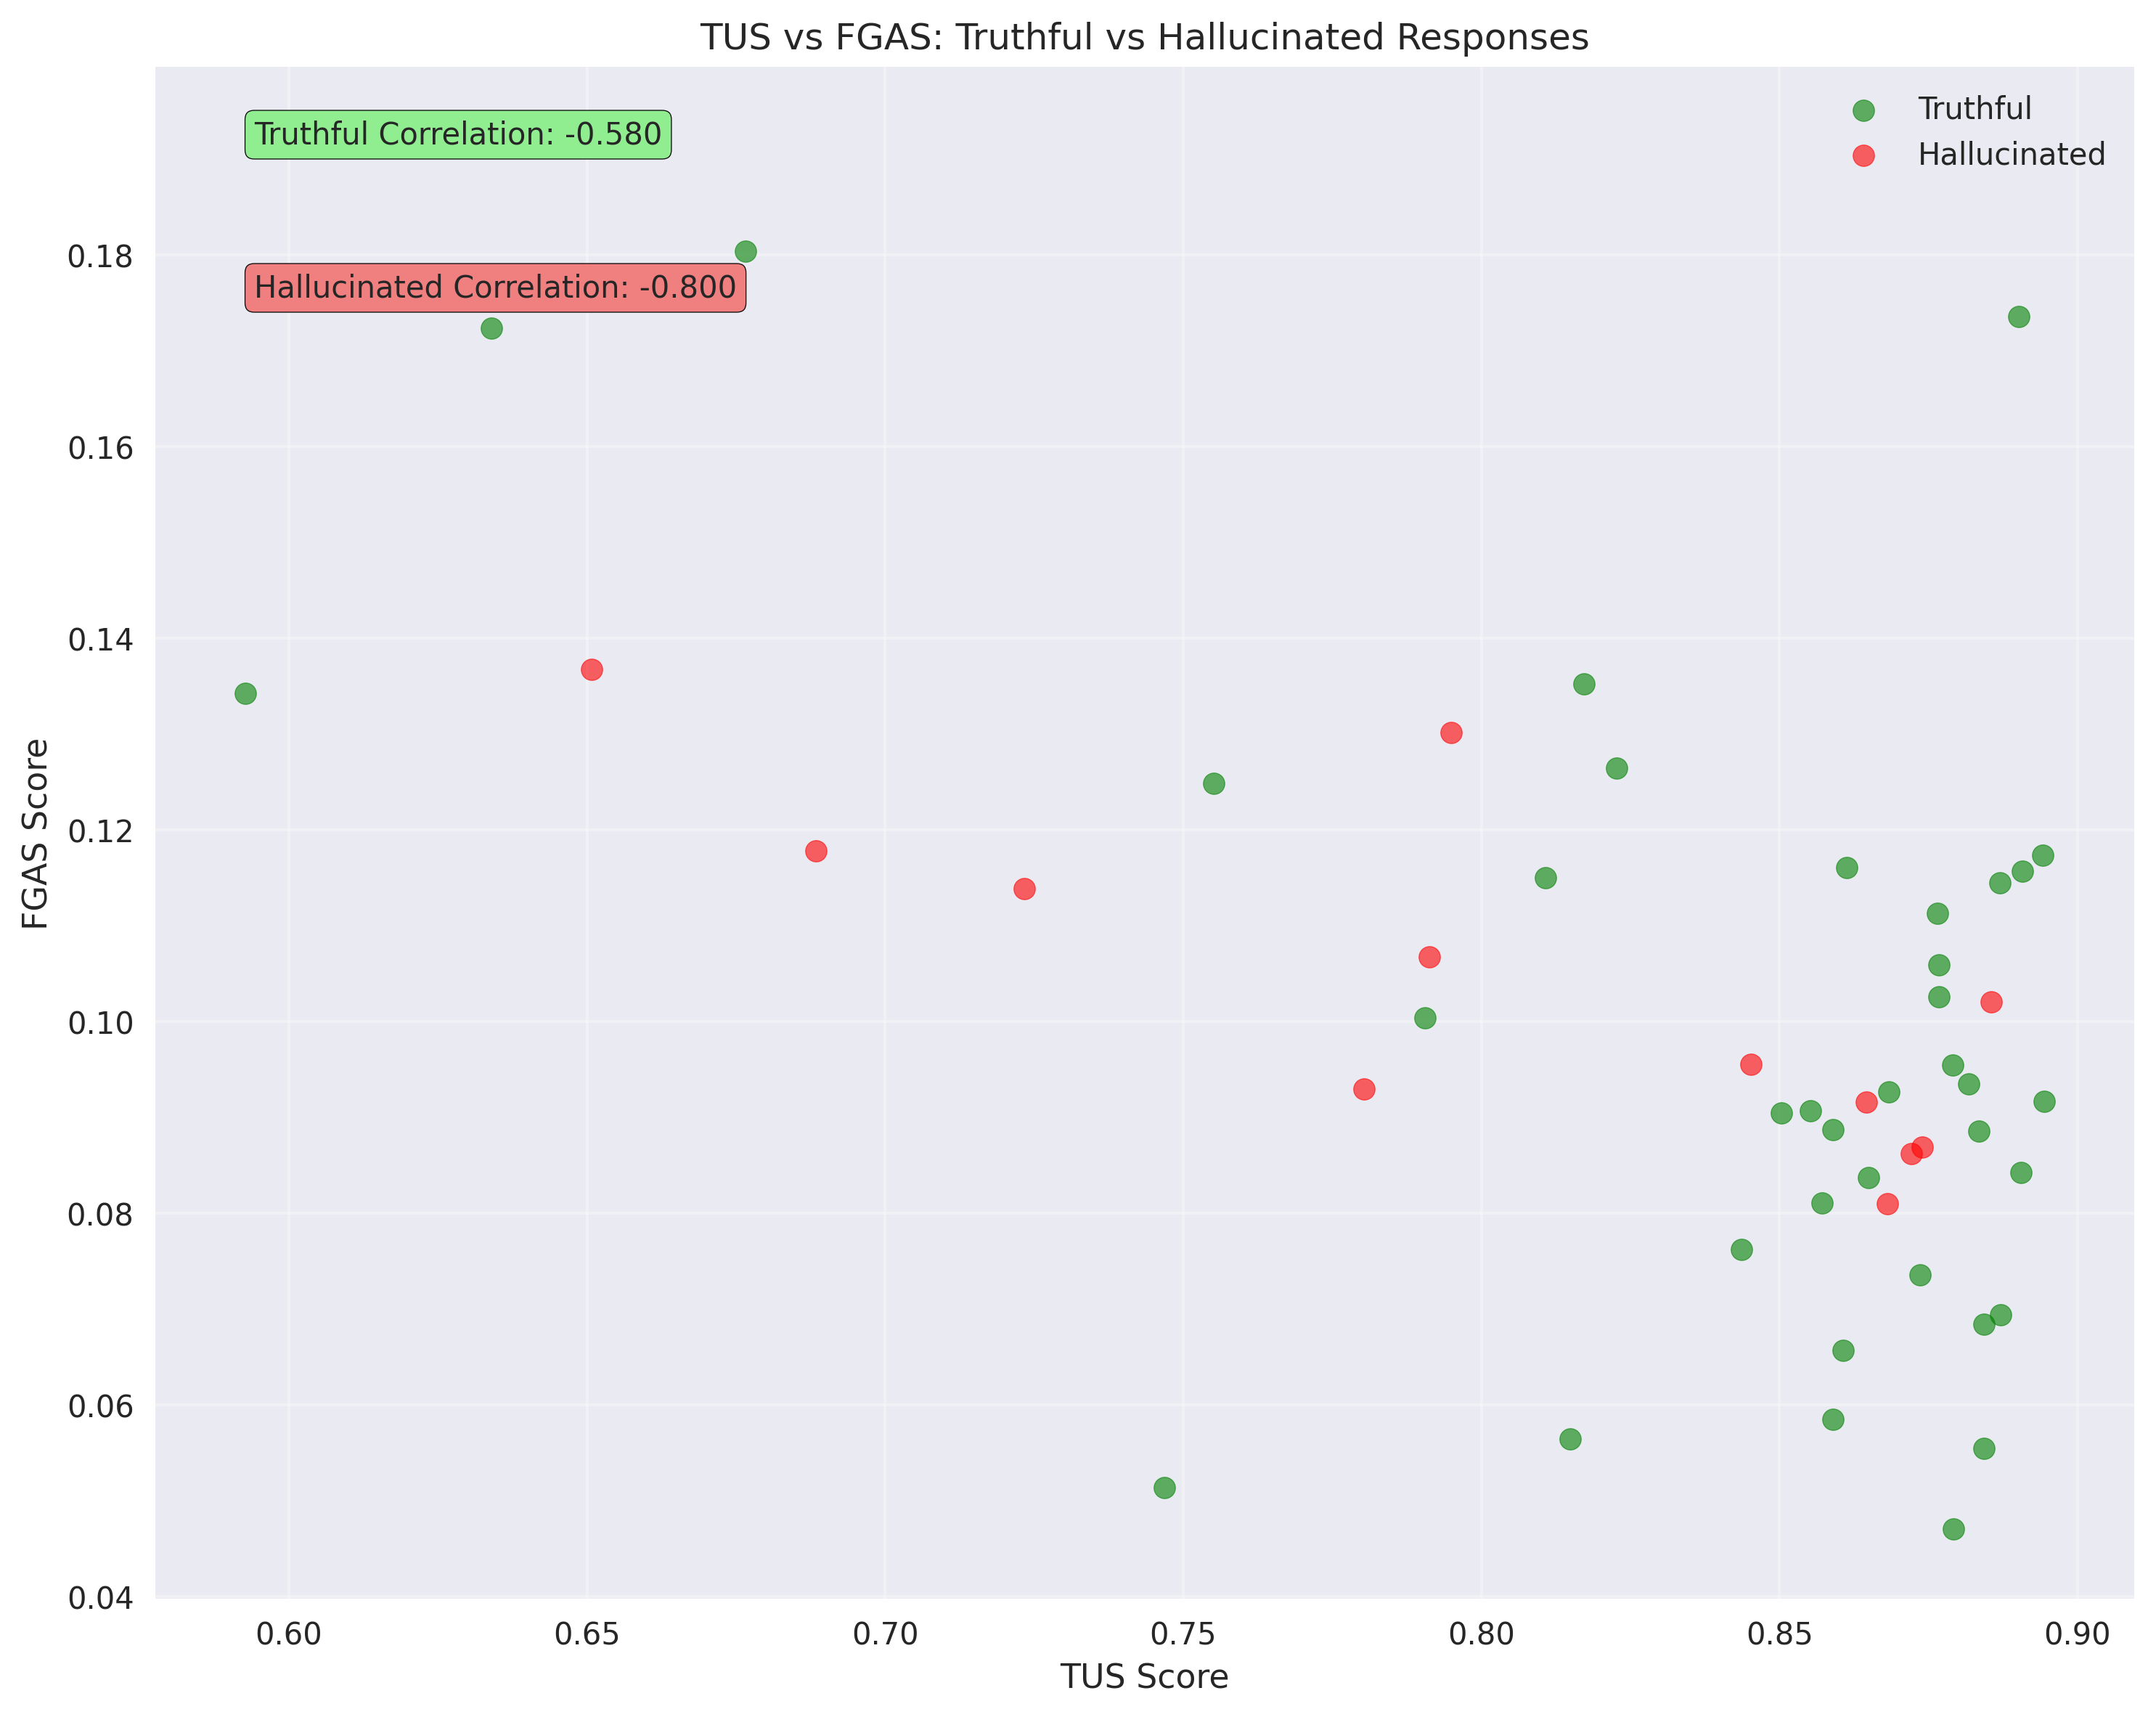 TUS vs FGAS: Truthful vs Hallucinated Responses
Truthful Correlation: -0.580
Hallucinated Correlation: -0.800
Truthful
Hallucinated
FGAS Score
0.18
0.16
0.14
0.12
0.10
0.08
0.06
0.04
0.60 0.65 0.70 0.75 0.80 0.85 0.90
TUS Score